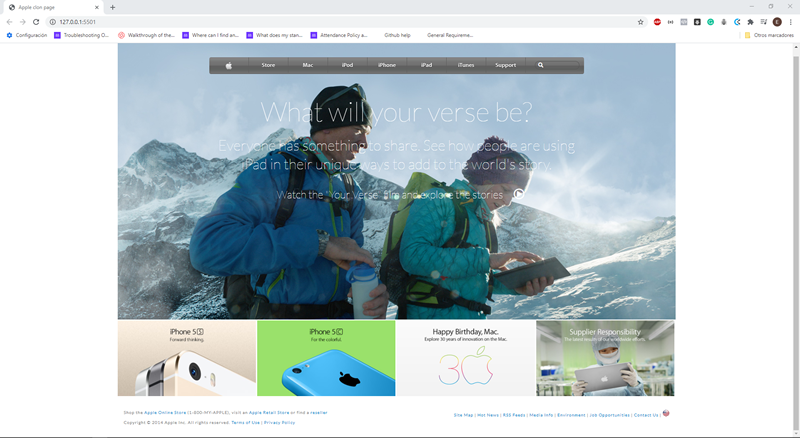 Apple clon page
127.0.0.1:5501
Configuración
Troubleshooting O...
Walkthrough of the...
Where can I find an...
What does my stan...
Attendance Policy a...
Github help
General Requireme...
Otros marcadores
Store Mac iPod iPhone iPad iTunes Support
What will your verse be?
Everyone has something to share. See how people are using
iPad in their unique ways to add to the world's story.
Watch the "Your Verse" film and explore the stories
iPhone 5S
Forward thinking.
iPhone 5C
For the colorful.
Happy Birthday, Mac.
Explore 30 years of innovation on the Mac.
30
Supplier Responsibility
The latest results of our worldwide efforts.
Shop the Apple Online Store (1-800-MY-APPLE), visit an Apple Retail Store or find a reseller.
Site Map | Hot News | RSS Feeds | Media Info | Environment | Job Opportunities | Contact Us |
Copyright © 2014 Apple Inc. All rights reserved. Terms of Use | Privacy Policy